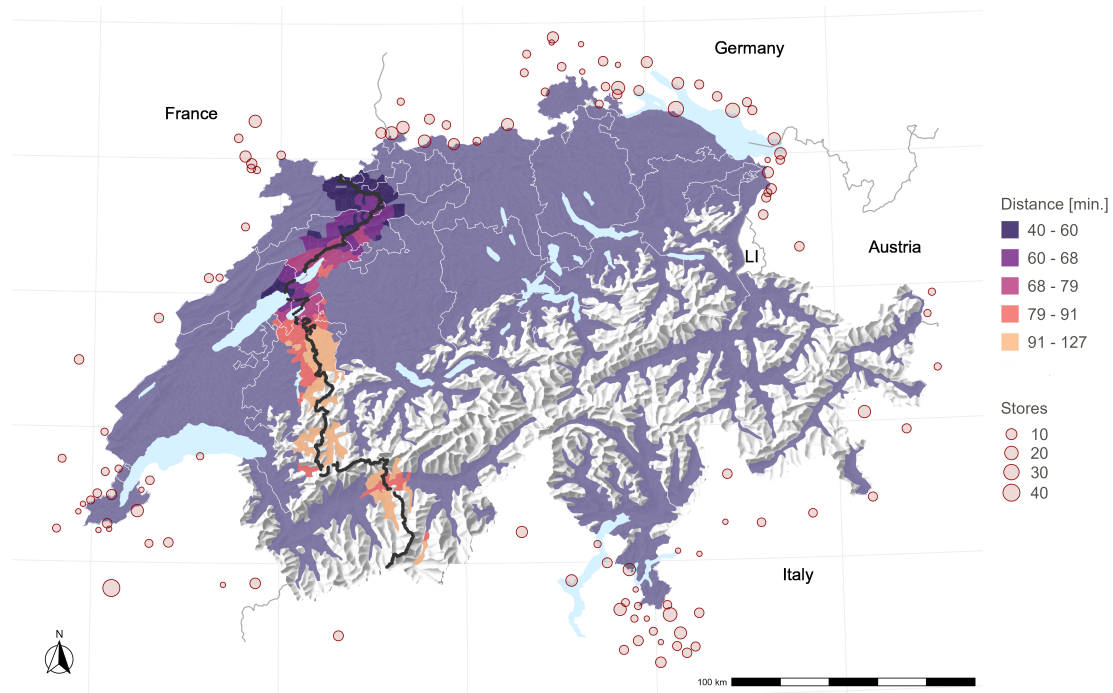 Germany
France
Austria
LI
Italy
Distance [min.]
40 - 60
60 - 68
68 - 79
79 - 91
91 - 127
Stores
10
20
30
40
N
100 km